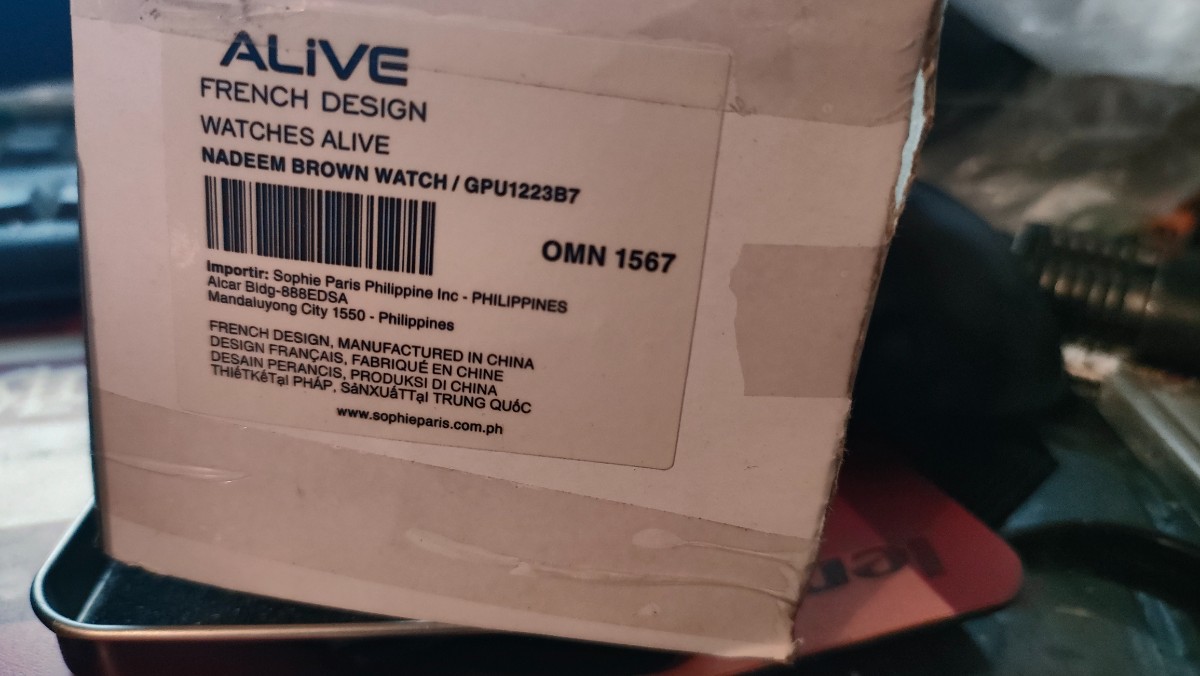 ALiVE
FRENCH DESIGN
WATCHES ALIVE
NADEEM BROWN WATCH / GPU1223B7
OMN 1567
Importir: Sophie Paris Philippine Inc - PHILIPPINES
Aicar Bldg-888EDSA
Mandaluyong City 1550 - Philippines
FRENCH DESIGN, MANUFACTURED IN CHINA
DESIGN FRANÇAIS, FABRIQUÉ EN CHINE
DESAIN PERANCIS, PRODUKSI DI CHINA
THIếTKếTạI PHÁP, SảNXUấTTạI TRUNG QUốC
www.sophieparis.com.ph